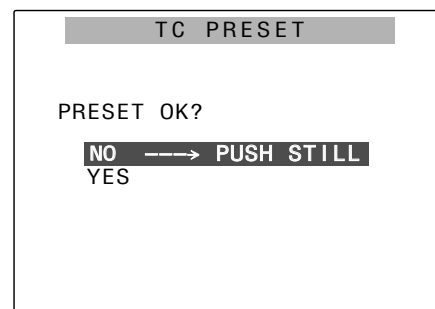 TC PRESET
PRESET OK?
NO ---→ PUSH STILL
YES